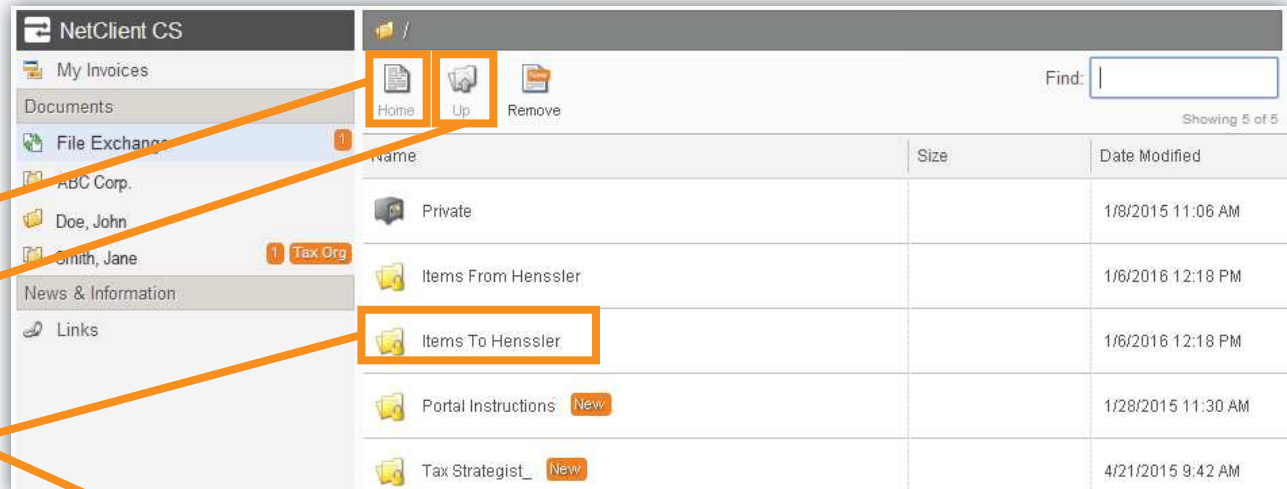 NetClient CS
My Invoices
Documents
File Exchange 1
ABC Corp.
Doe, John
Smith, Jane 1 Tax Org
News & Information
Links
/
Home Up New Remove
Find:
Showing 5 of 5
Name Size Date Modified
Private 1/8/2015 11:06 AM
Items From Henssler 1/6/2016 12:18 PM
Items To Henssler 1/6/2016 12:18 PM
Portal Instructions New 1/28/2015 11:30 AM
Tax Strategist_ New 4/21/2015 9:42 AM